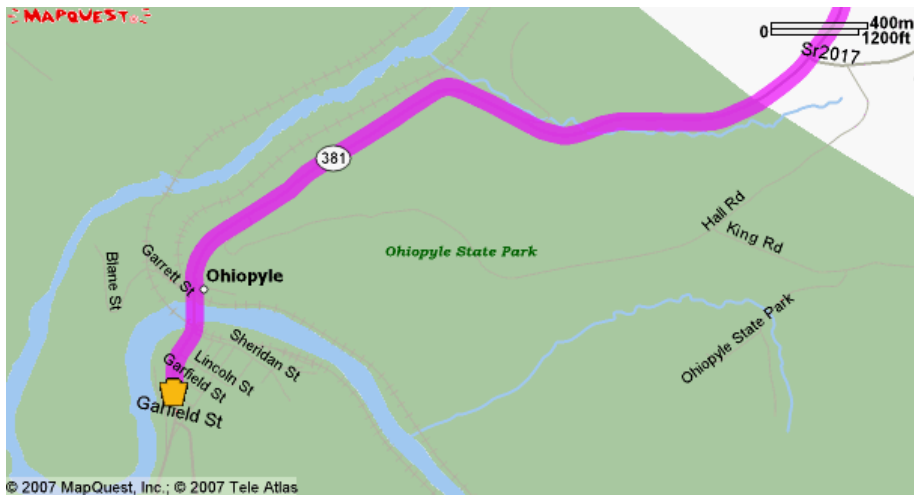 MAPQUEST
400m
0
1200ft
Sr2017
381
Hall Rd
King Rd
Ohiopyle State Park
Garrett St
Blane St
Ohiopyle
Ohiopyle State Park
Sheridan St
Lincoln St
Garfield St
Garfield St
© 2007 MapQuest, Inc.; © 2007 Tele Atlas